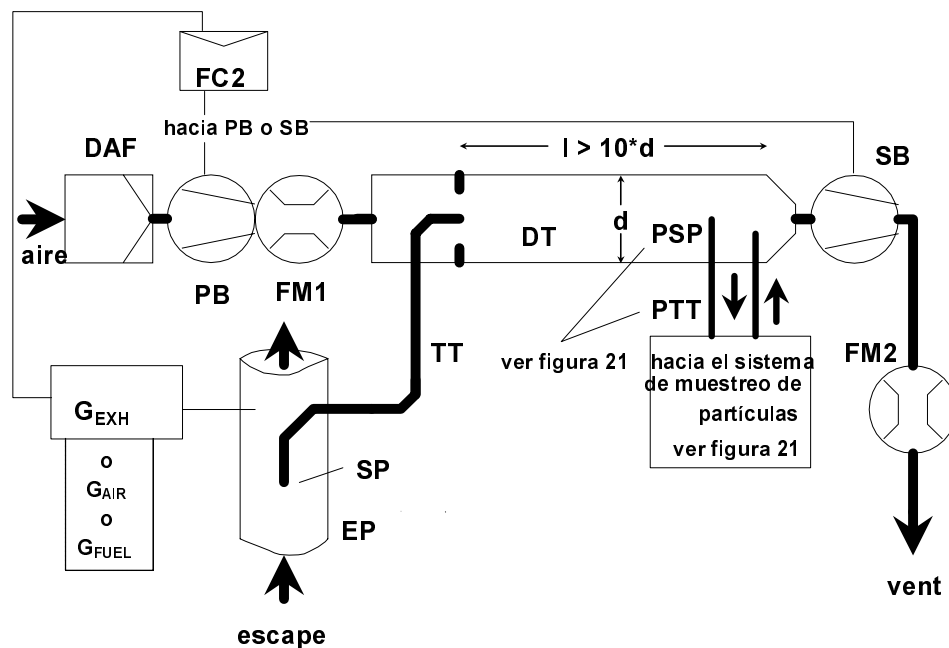 FC2
hacia PB o SB
DAF
l > 10*d
SB
d
DT
PSP
aire
PB
FM1
PTT
TT
ver figura 21
hacia el sistema
de muestreo de
partículas
ver figura 21
FM2
GEXH
o
GAIR
o
GFUEL
SP
EP
vent
escape